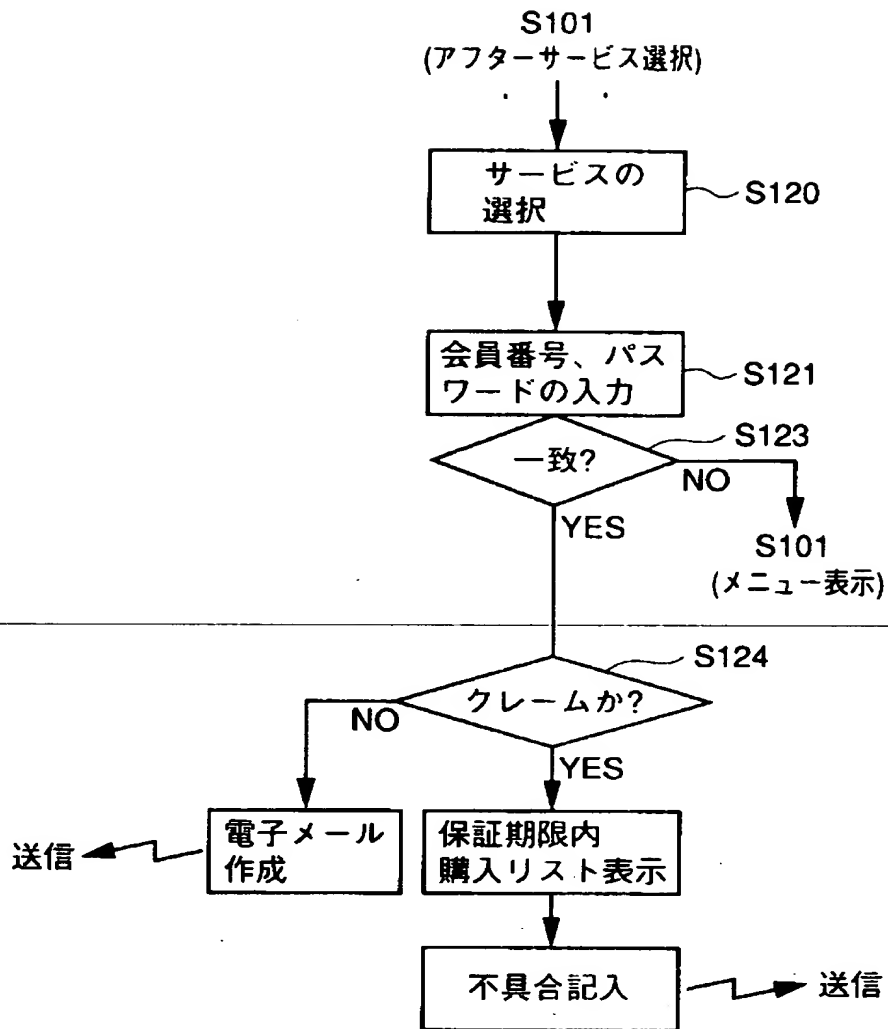 S101
(アフターサービス選択)
サービスの
選択
S120
会員番号、パス
ワードの入力
S121
一致?
S123
NO
YES
S101
(メニュー表示)
クレームか?
S124
NO
YES
電子メール
作成
送信
保証期限内
購入リスト表示
不具合記入
送信